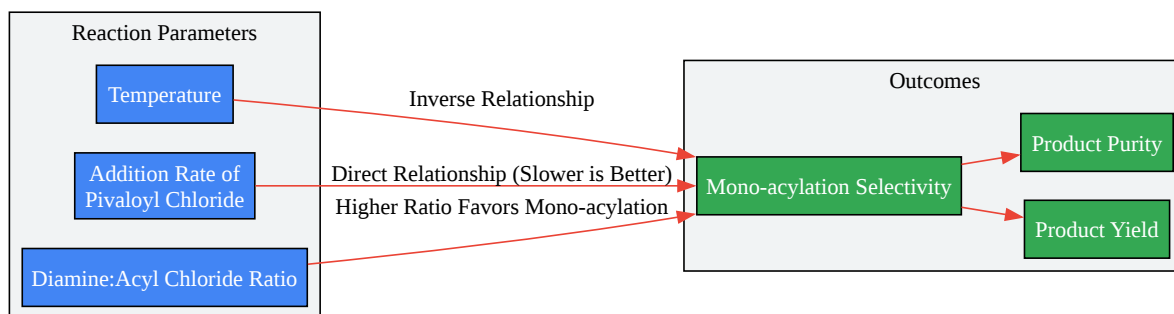 Reaction Parameters
Temperature
Addition Rate of
Pivaloyl Chloride
Diamine:Acyl Chloride Ratio
Inverse Relationship
Direct Relationship (Slower is Better)
Higher Ratio Favors Mono-acylation
Outcomes
Mono-acylation Selectivity
Product Purity
Product Yield